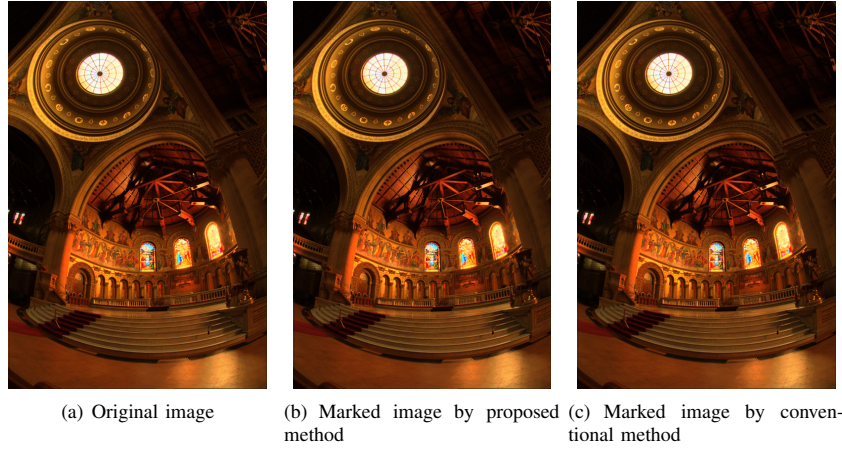 (a) Original image
(b) Marked image by proposed
method
(c) Marked image by conven-
tional method